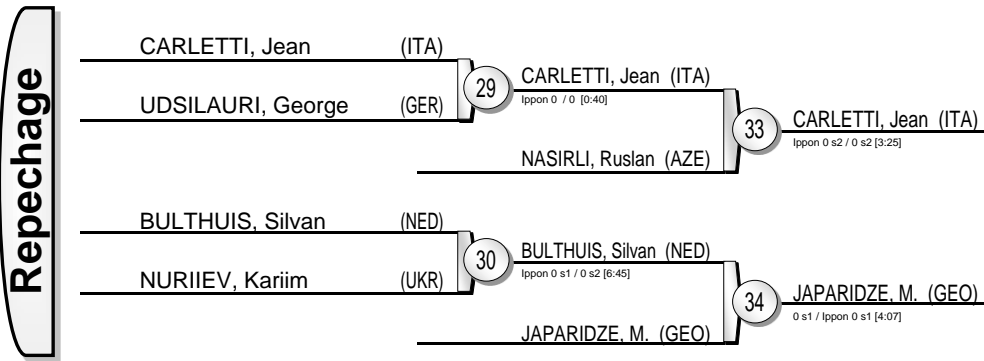 Repechage
CARLETTI, Jean (ITA)
UDSILAURI, George (GER)
29
CARLETTI, Jean (ITA)
Ippon 0 / 0 [0:40]
NASIRLI, Ruslan (AZE)
33
CARLETTI, Jean (ITA)
Ippon 0 s2 / 0 s2 [3:25]
BULTHUIS, Silvan (NED)
NURIIEV, Kariim (UKR)
30
BULTHUIS, Silvan (NED)
Ippon 0 s1 / 0 s2 [6:45]
JAPARIDZE, M. (GEO)
34
JAPARIDZE, M. (GEO)
0 s1 / Ippon 0 s1 [4:07]